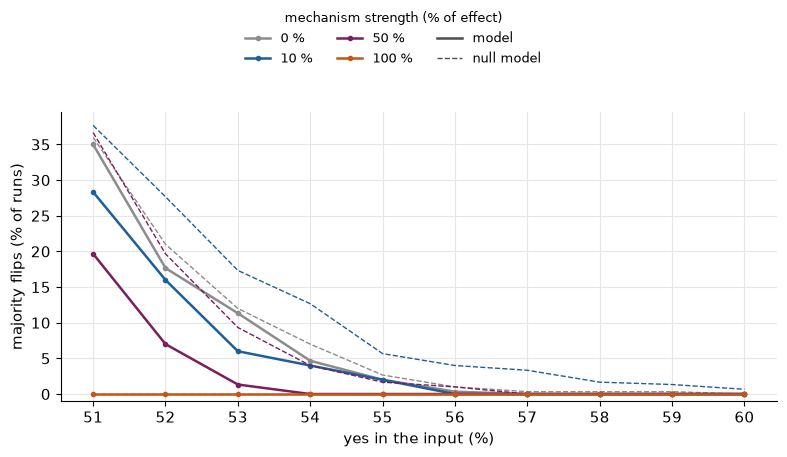 mechanism strength (% of effect)
0 % 50 % model
10 % 100 % null model
majority flips (% of runs)
35
30
25
20
15
10
5
0
51 52 53 54 55 56 57 58 59 60
yes in the input (%)